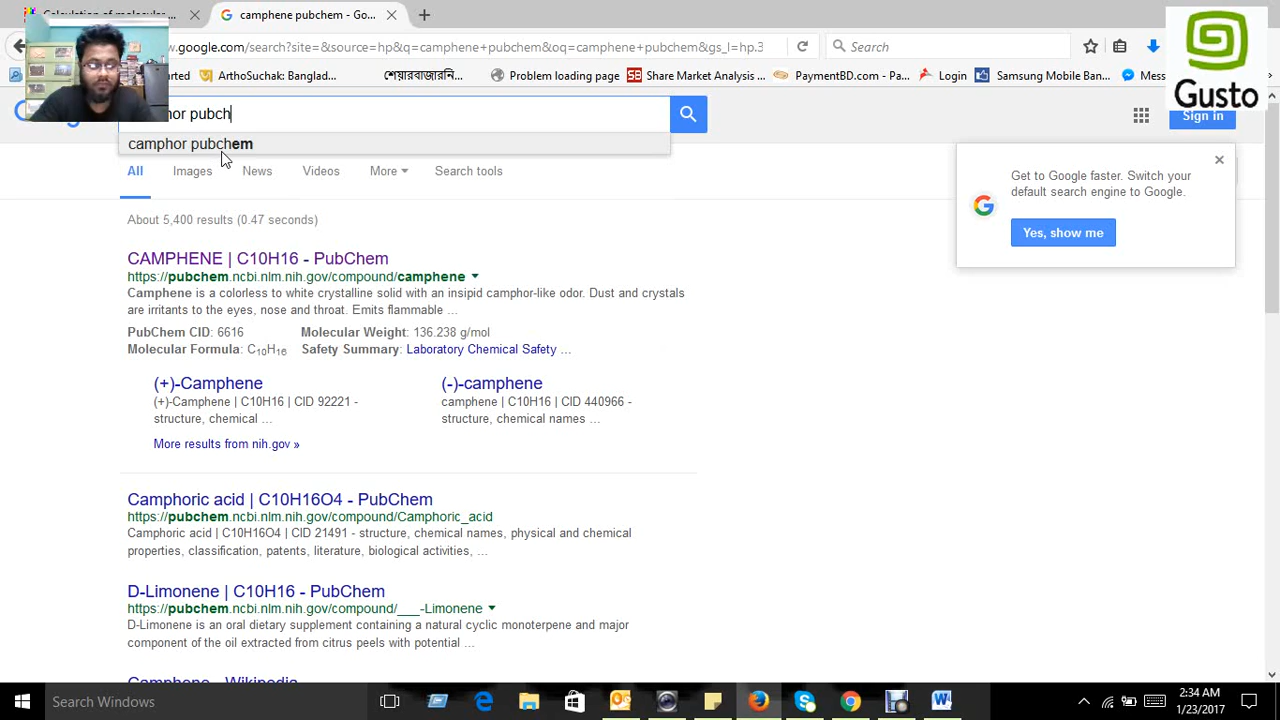 camphene pubchem - Go...
w.google.com/search?site=&source=hp&q=camphene+pubchem&oq=camphene+pubchem&gs_l=hp.3
Search
Gusto
arted
ArthoSuchak: Banglad...
শেয়ারবাজারনি...
Problem loading page
Share Market Analysis ...
PaymentBD.com - Pay...
Login
Samsung Mobile Ban...
Mess
hor pubch
Sign in
camphor pubchem
All
Images
News
Videos
More
Search tools
Get to Google faster. Switch your
default search engine to Google.
Yes, show me
About 5,400 results (0.47 seconds)
CAMPHENE | C10H16 - PubChem
https://pubchem.ncbi.nlm.nih.gov/compound/camphene
Camphene is a colorless to white crystalline solid with an insipid camphor-like odor. Dust and crystals
are irritants to the eyes, nose and throat. Emits flammable ...
PubChem CID: 6616 Molecular Weight: 136.238 g/mol
Molecular Formula: C10H16 Safety Summary: Laboratory Chemical Safety ...
(+)-Camphene
(+)-Camphene | C10H16 | CID 92221 -
structure, chemical ...
(-)-camphene
camphene | C10H16 | CID 440966 -
structure, chemical names ...
More results from nih.gov »
Camphoric acid | C10H16O4 - PubChem
https://pubchem.ncbi.nlm.nih.gov/compound/Camphoric_acid
Camphoric acid | C10H16O4 | CID 21491 - structure, chemical names, physical and chemical
properties, classification, patents, literature, biological activities, ...
D-Limonene | C10H16 - PubChem
https://pubchem.ncbi.nlm.nih.gov/compound/___-Limonene
D-Limonene is an oral dietary supplement containing a natural cyclic monoterpene and major
component of the oil extracted from citrus peels with potential ...
Camphene - Wikipedia
Search Windows
2:34 AM
1/23/2017